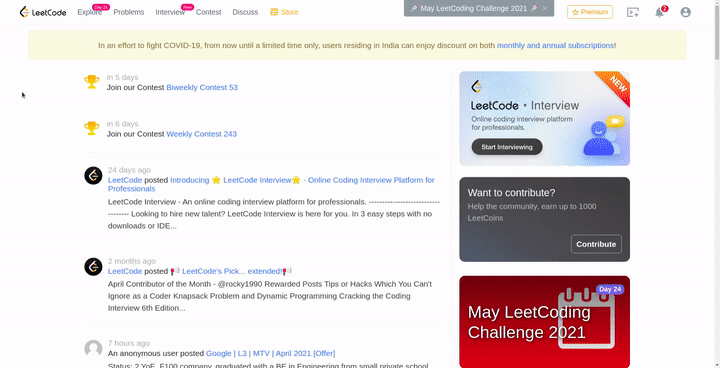 LeetCode
Explore Day 24
Problems
Interview New
Contest
Discuss
Store
May LeetCoding Challenge 2021
Premium
2
In an effort to fight COVID-19, from now until a limited time only, users residing in India can enjoy discount on both monthly and annual subscriptions!
in 5 days
Join our Contest Biweekly Contest 53
in 6 days
Join our Contest Weekly Contest 243
24 days ago
LeetCode posted Introducing 🌟 LeetCode Interview🌟 - Online Coding Interview Platform for
Professionals
LeetCode Interview - An online coding interview platform for professionals. ---------------------------
-------- Looking to hire new talent? LeetCode Interview is here for you. In 3 easy steps with no
downloads or IDE...
2 months ago
LeetCode posted LeetCode's Pick... extended!
April Contributor of the Month - @rocky1990 Rewarded Posts Tips or Hacks Which You Can't
Ignore as a Coder Knapsack Problem and Dynamic Programming Cracking the Coding
Interview 6th Edition...
7 hours ago
An anonymous user posted Google | L3 | MTV | April 2021 [Offer]
Status: 2 YoE, F100 company, graduated with a BE in Engineering from small private school
NEW
LeetCode • Interview
Online coding interview platform
for professionals.
Start Interviewing
Want to contribute?
Help the community, earn up to 1000
LeetCoins
Contribute
Day 24
May LeetCoding
Challenge 2021